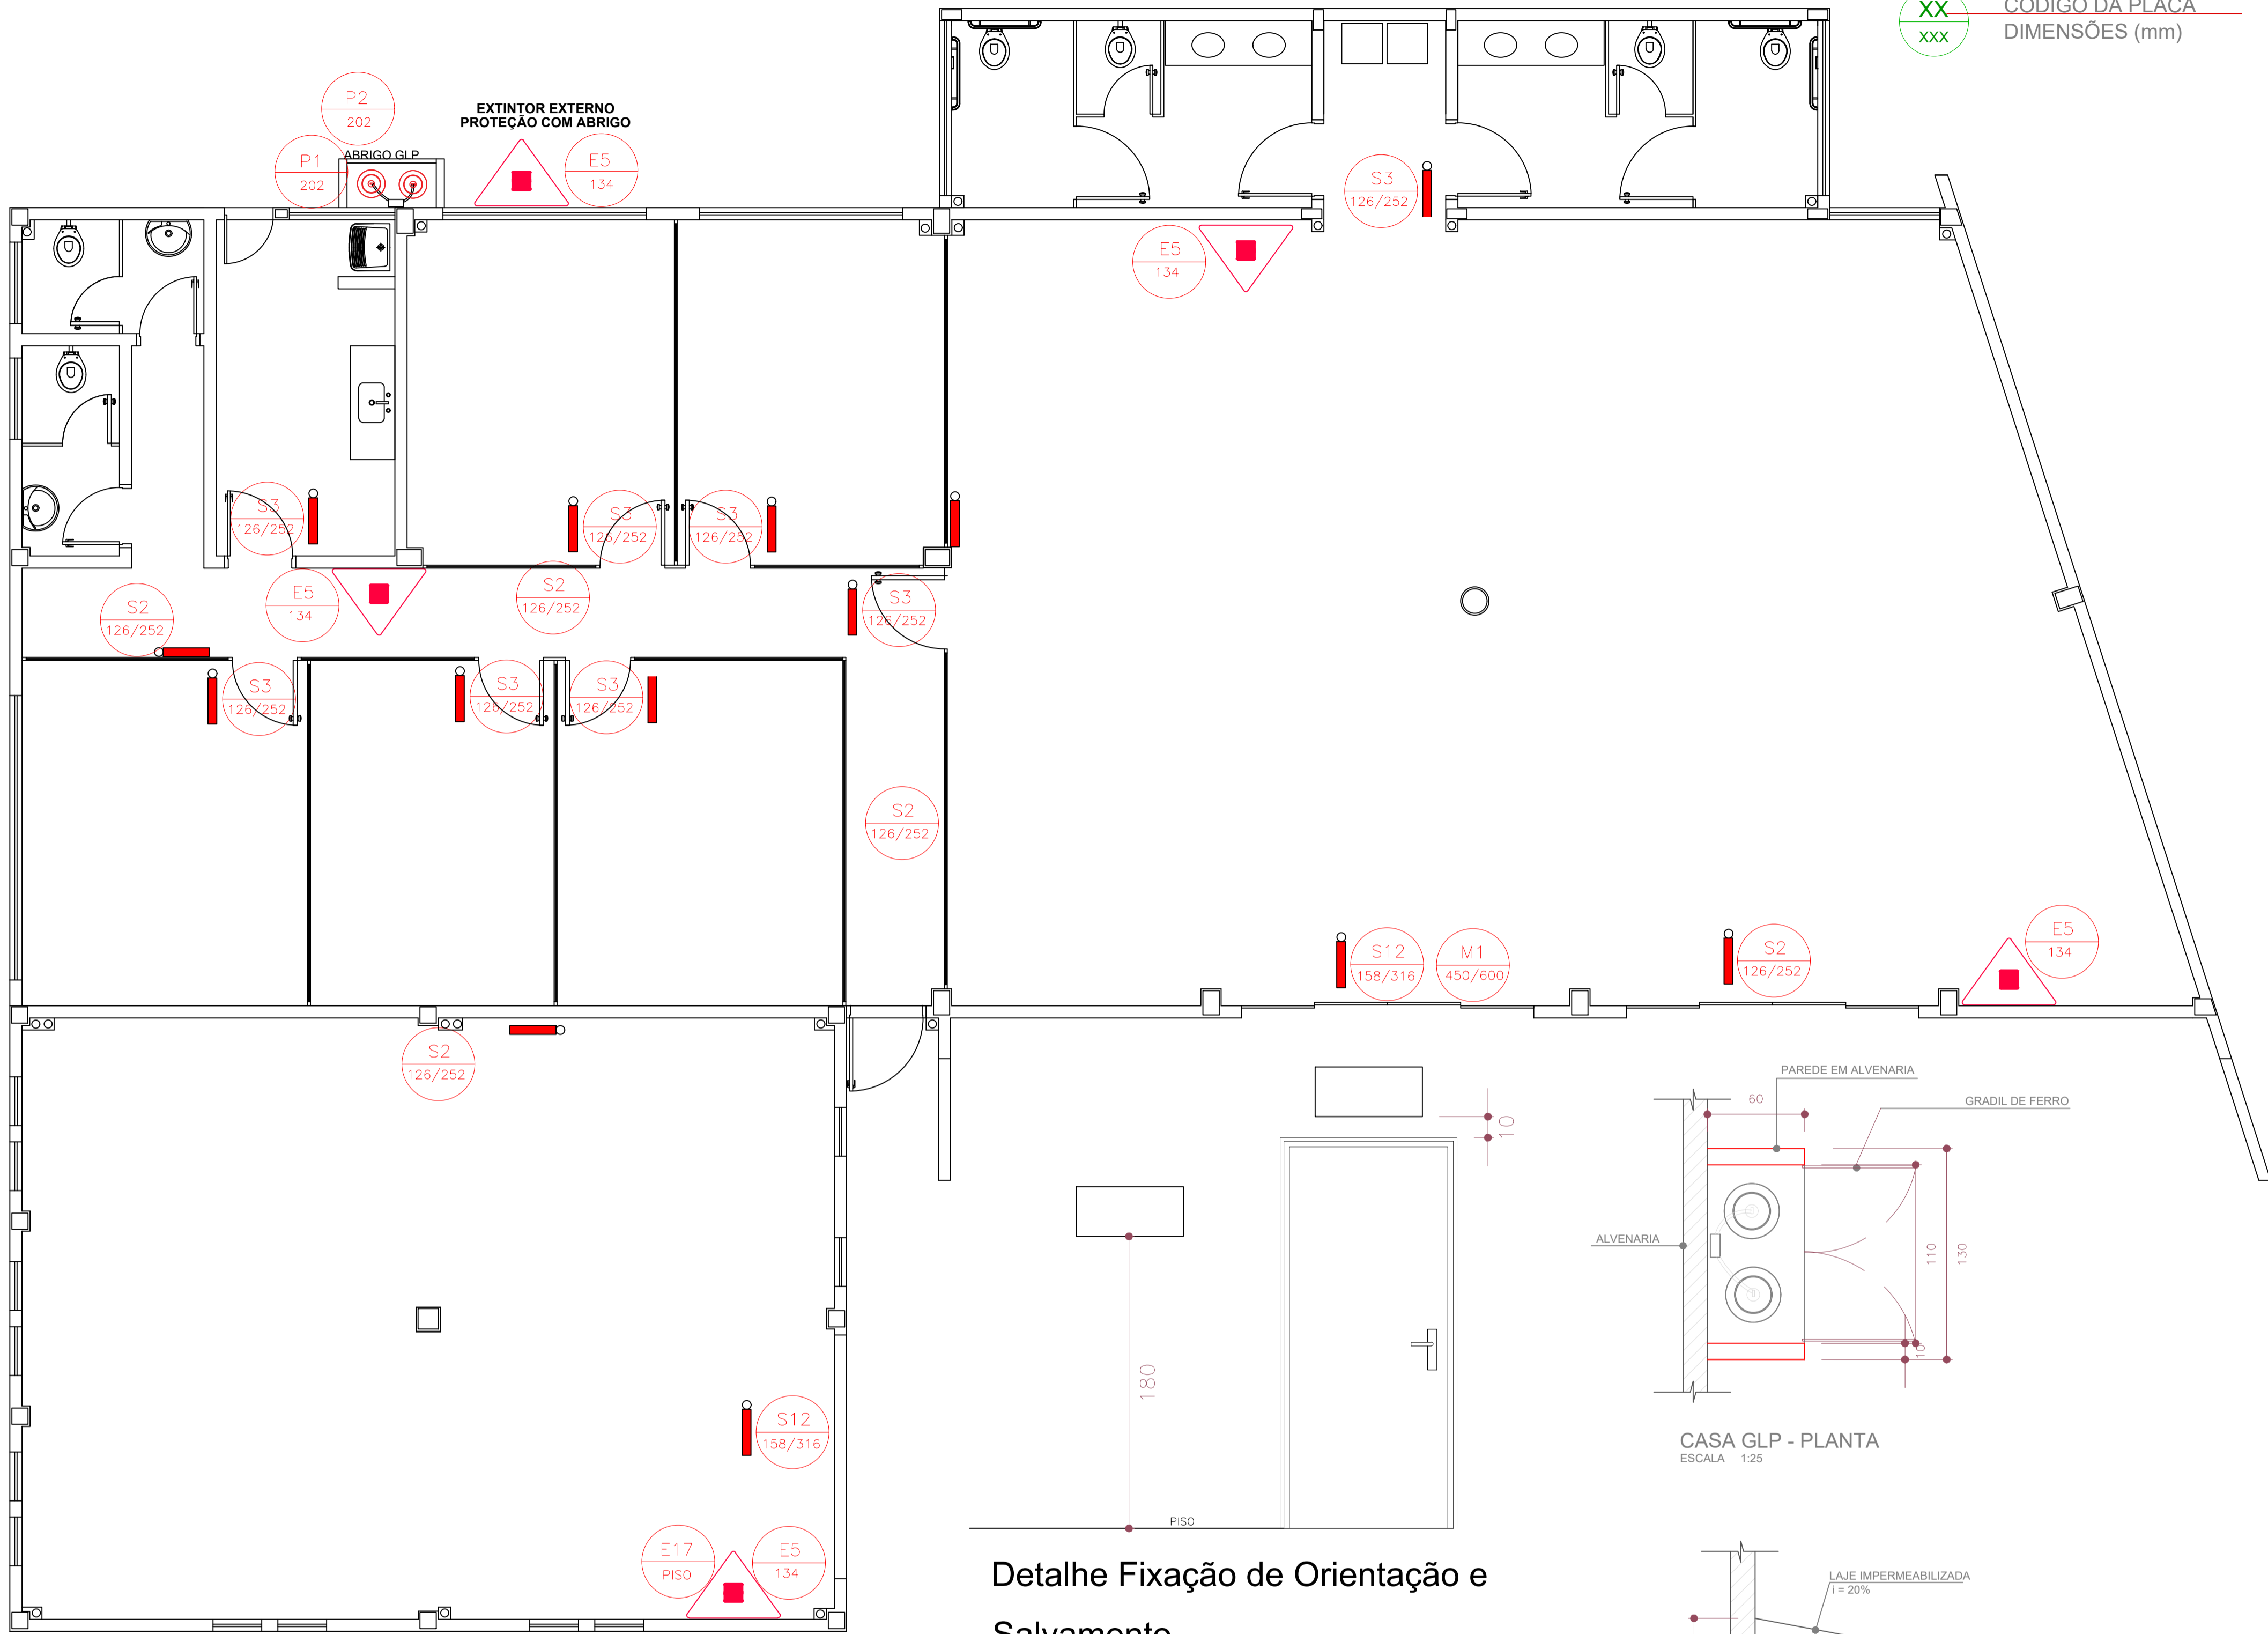 XX
XXX
CÓDIGO DA PLACA
DIMENSÕES (mm)
P2
202
EXTINTOR EXTERNO
PROTEÇÃO COM ABRIGO
P1
202
ABRIGO GLP
E5
134
S3
126/252
E5
134
S3
126/252
S3
126/252
S3
126/252
S2
126/252
E5
134
S2
126/252
S3
126/252
S3
126/252
S3
126/252
S3
126/252
S2
126/252
S12
158/316
M1
450/600
S2
126/252
E5
134
S2
126/252
PAREDE EM ALVENARIA
60
GRADIL DE FERRO
10
ALVENARIA
110
130
10
180
PISO
CASA GLP - PLANTA
ESCALA 1:25
S12
158/316
E17
PISO
E5
134
Detalhe Fixação de Orientação e
Salvamento
LAJE IMPERMEABILIZADA
i = 20%